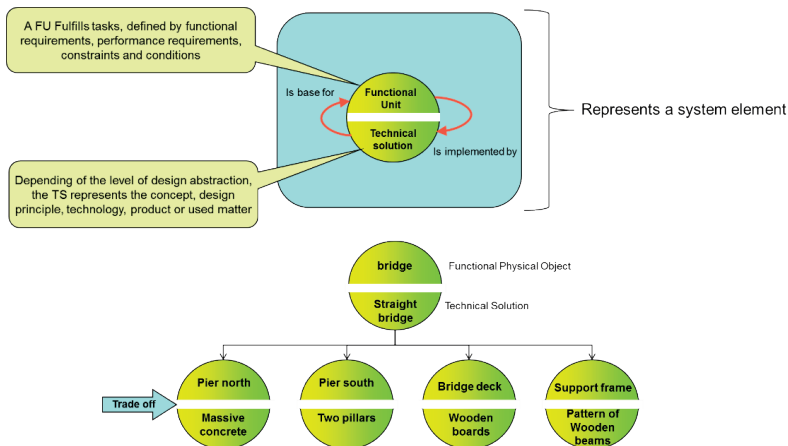 A FU Fulfills tasks, defined by functional
requirements, performance requirements,
constraints and conditions
Is base for
Functional
Unit
Technical
solution
Is implemented by
Represents a system element
Depending of the level of design abstraction,
the TS represents the concept, design
principle, technology, product or used matter
bridge
Functional Physical Object
Straight
bridge
Technical Solution
Pier north
Pier south
Bridge deck
Support frame
Trade off
Massive
concrete
Two pillars
Wooden
boards
Pattern of
Wooden
beams